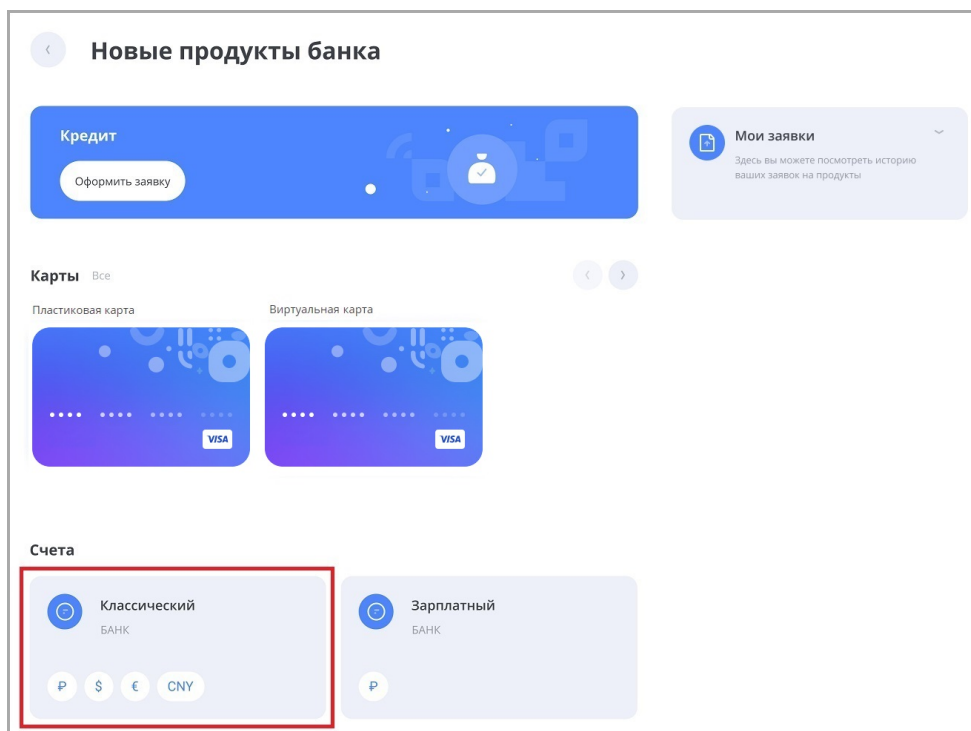 Новые продукты банка
Кредит
Оформить заявку
Мои заявки
Здесь вы можете посмотреть историю
ваших заявок на продукты
Карты Все
Пластиковая карта
Виртуальная карта
VISA
VISA
Счета
Классический
БАНК
₽ $ € CNY
Зарплатный
БАНК
₽